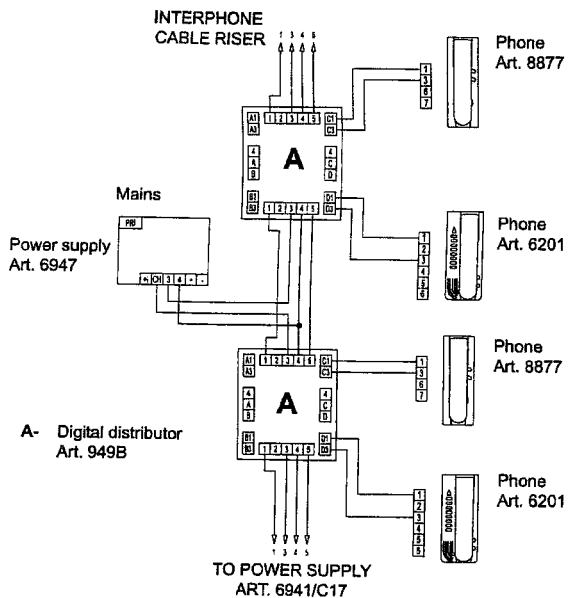 INTERPHONE
CABLE RISER
1 3 4 5
Phone
Art. 8877
1
3
6
7
A1
A3
1 2 3 4 5
C1
C3
4
A
B
A
4
C
D
B1
B3
1 2 3 4 5
D1
D3
Mains
PRI
Power supply
Art. 6947
CH 3 4 + -
Phone
Art. 6201
1
2
3
4
5
6
A1
A3
1 2 3 4 5
C1
C3
4
A
B
A
4
C
D
B1
B3
1 2 3 4 5
D1
D3
Phone
Art. 8877
1
3
6
7
A- Digital distributor
Art. 949B
Phone
Art. 6201
1
2
3
4
5
5
1 3 4 5
TO POWER SUPPLY
ART. 6941/C17